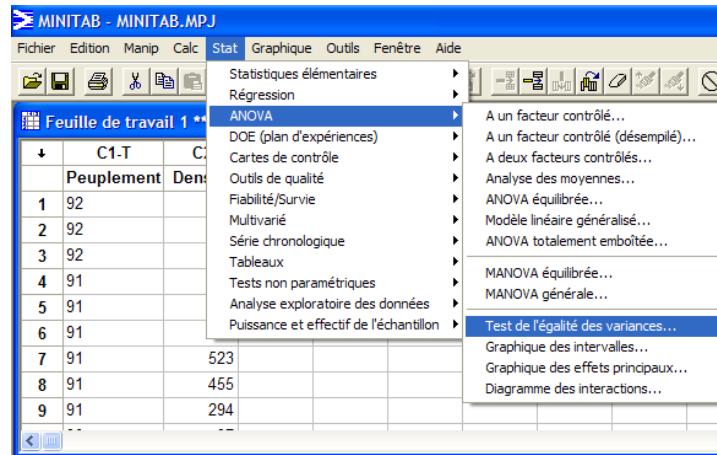 MINITAB - MINITAB.MPJ
Fichier Edition Manip Calc Stat Graphique Outils Fenêtre Aide
Statistiques élémentaires
Régression
ANOVA
DOE (plan d'expériences)
Cartes de contrôle
Outils de qualité
Fiabilité/Survie
Multivarié
Série chronologique
Tableaux
Tests non paramétriques
Analyse exploratoire des données
Puissance et effectif de l'échantillon
A un facteur contrôlé...
A un facteur contrôlé (désempilé)...
A deux facteurs contrôlés...
Analyse des moyennes...
ANOVA équilibrée...
Modèle linéaire généralisé...
ANOVA totalement emboîtée...
MANOVA équilibrée...
MANOVA générale...
Test de l'égalité des variances...
Graphique des intervalles...
Graphique des effets principaux...
Diagramme des interactions...
Feuille de travail 1 **
C1-T
Peuplement Dens
1 92
2 92
3 92
4 91
5 91
6 91
7 91 523
8 91 455
9 91 294